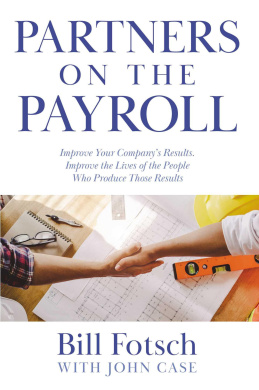 PARTNERS
ON THE
PAYROLL
Improve Your Company's Results,
Improve the Lives of the People
Who Produce Those Results
Bill Fotsch
WITH JOHN CASE